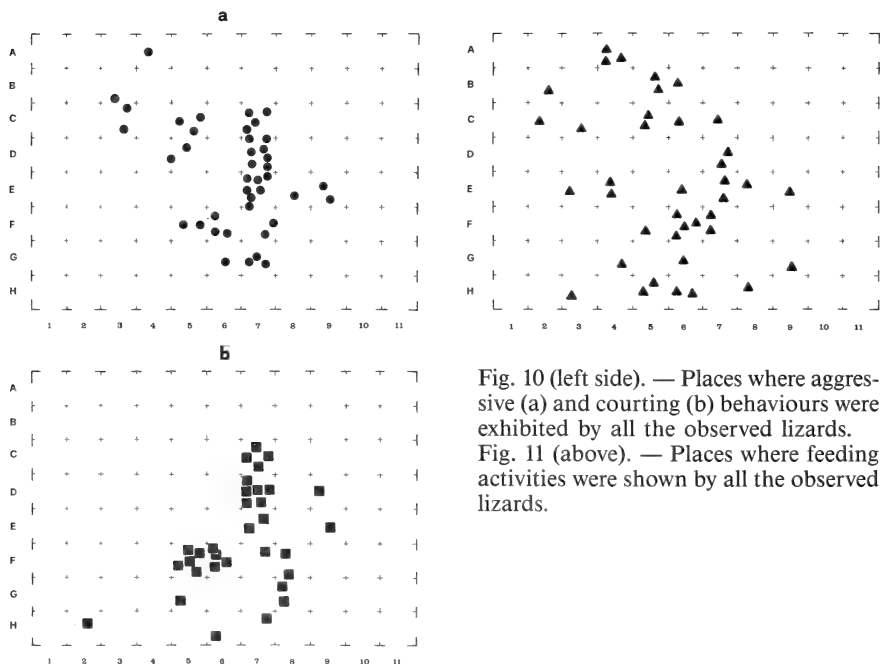 a
A
B
C
D
E
F
G
H
1 2 3 4 5 6 7 8 9 10 11
A
B
C
D
E
F
G
H
1 2 3 4 5 6 7 8 9 10 11
b
A
B
C
D
E
F
G
H
1 2 3 4 5 6 7 8 9 10 11
Fig. 10 (left side). — Places where aggres-
sive (a) and courting (b) behaviours were
exhibited by all the observed lizards.
Fig. 11 (above). — Places where feeding
activities were shown by all the observed
lizards.